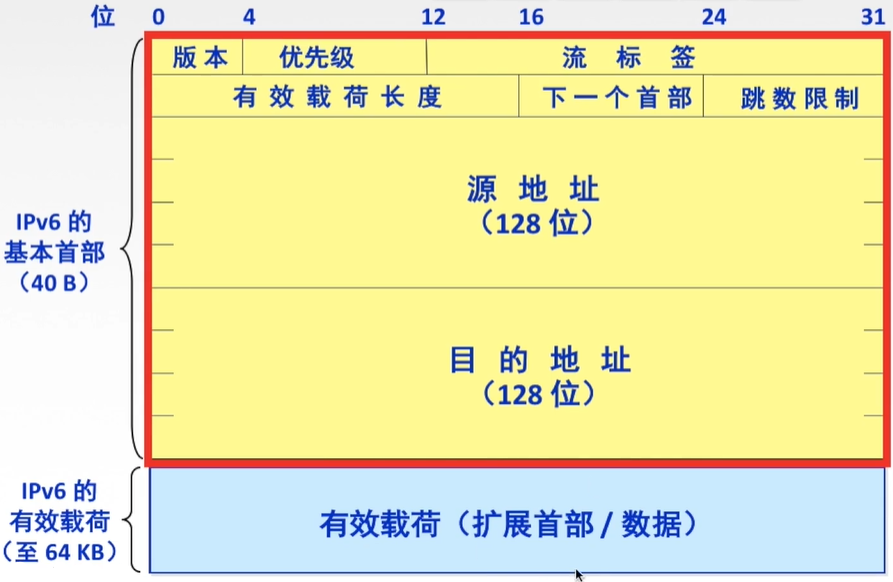 位 0 4 12 16 24 31
版本 优先级 流标签
有效载荷长度 下一个首部 跳数限制
源地址
（128 位）
IPv6 的
基本首部
（40 B）
目的地址
（128 位）
IPv6 的
有效载荷
（至 64 KB）
有效载荷（扩展首部 / 数据）